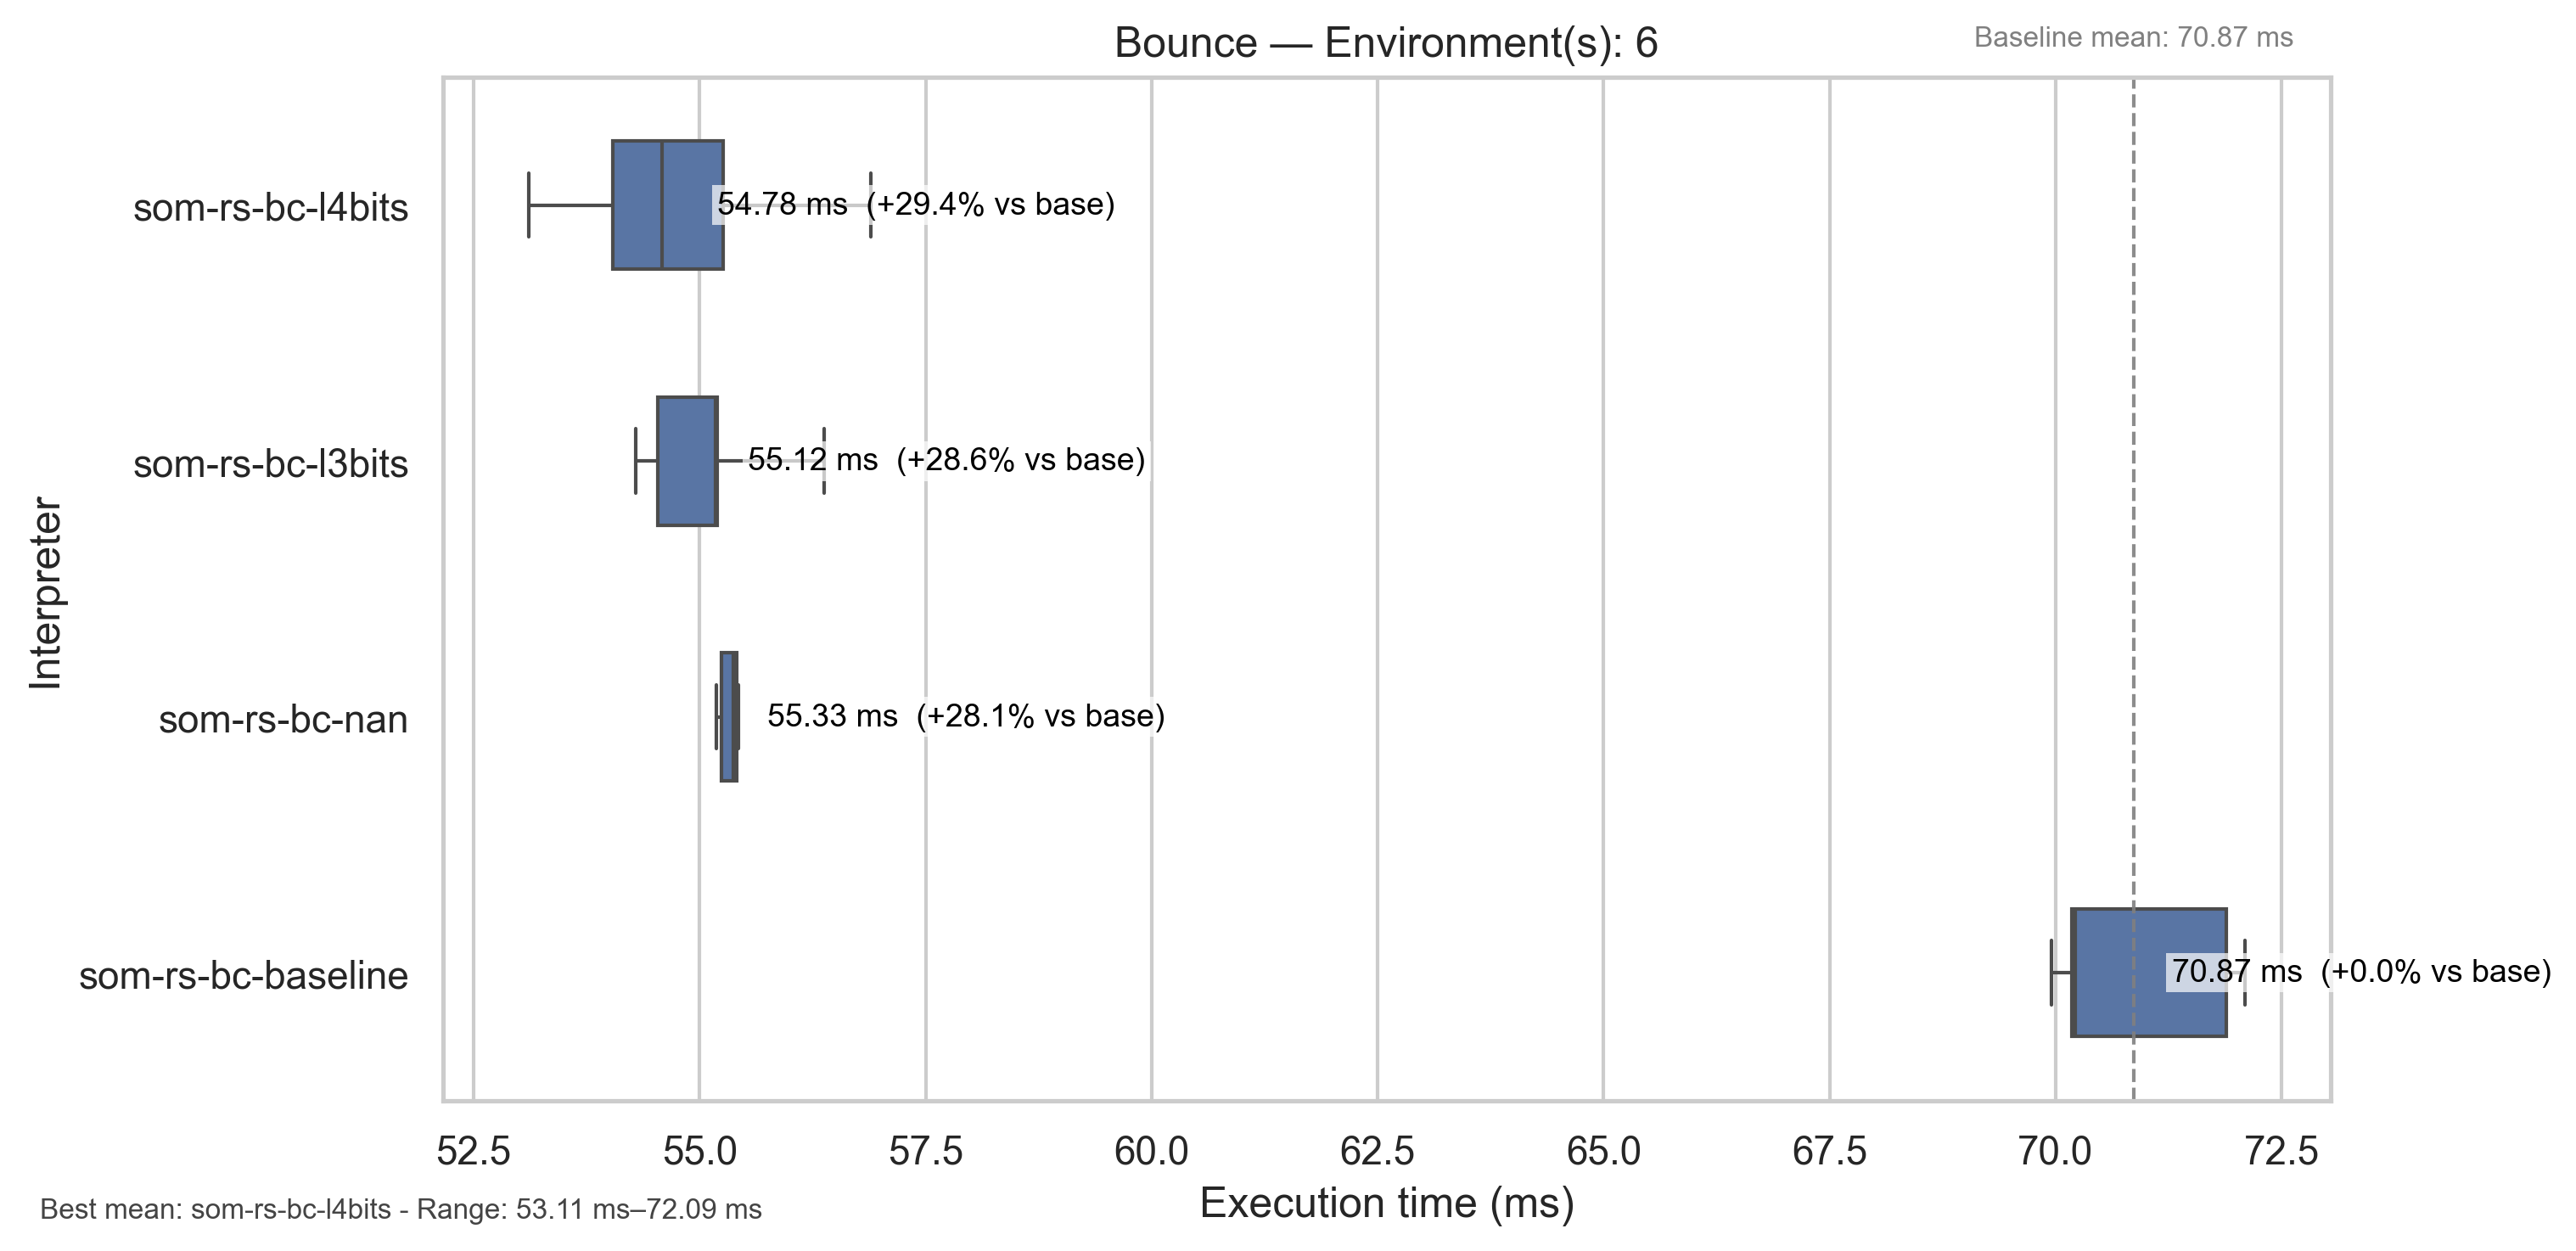 Bounce — Environment(s): 6
Baseline mean: 70.87 ms
Interpreter
som-rs-bc-l4bits
54.78 ms (+29.4% vs base)
som-rs-bc-l3bits
55.12 ms (+28.6% vs base)
som-rs-bc-nan
55.33 ms (+28.1% vs base)
som-rs-bc-baseline
70.87 ms (+0.0% vs base)
52.5 55.0 57.5 60.0 62.5 65.0 67.5 70.0 72.5
Execution time (ms)
Best mean: som-rs-bc-l4bits - Range: 53.11 ms–72.09 ms